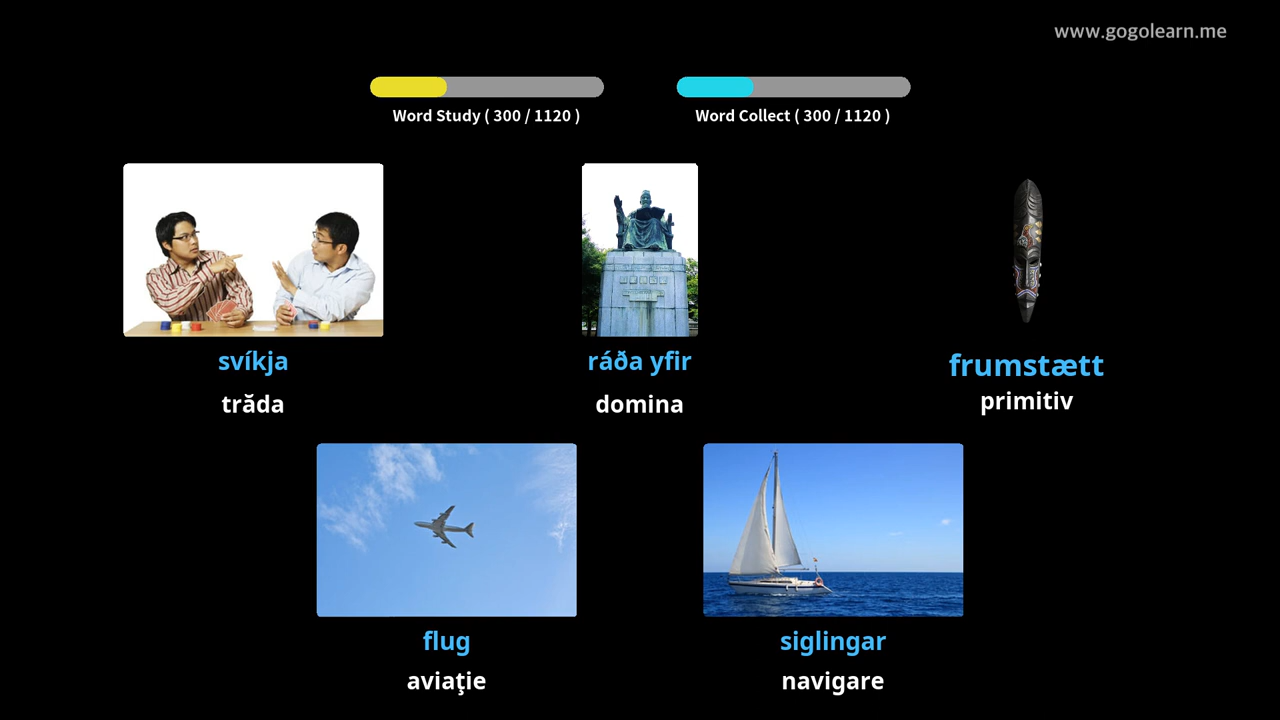 www.gogolearn.me
Word Study ( 300 / 1120 )
Word Collect ( 300 / 1120 )
svíkja
trăda
ráða yfir
domina
frumstætt
primitiv
flug
aviaţie
siglingar
navigare